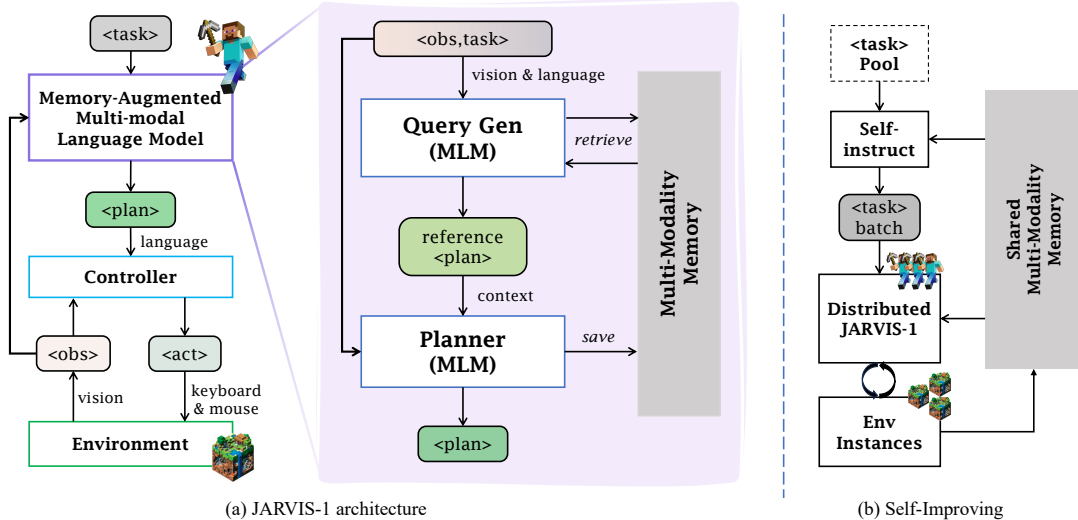 <task>
Memory-Augmented
Multi-modal
Language Model
<plan>
language
Controller
<obs>
<act>
vision
keyboard
& mouse
Environment
<obs,task>
vision & language
Query Gen
(MLM)
retrieve
reference
<plan>
context
Planner
(MLM)
save
<plan>
Multi-Modality
Memory
(a) JARVIS-1 architecture
<task>
Pool
Self-
instruct
<task>
batch
Distributed
JARVIS-1
Env
Instances
Shared
Multi-Modality
Memory
(b) Self-Improving